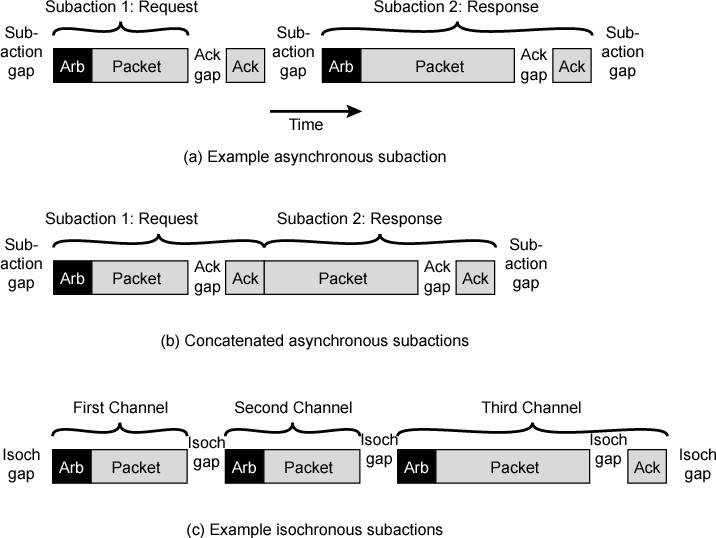 Subaction 1: Request
Subaction 2: Response
Sub-
action
gap
Arb
Packet
Ack
gap
Ack
Sub-
action
gap
Arb
Packet
Ack
gap
Ack
Sub-
action
gap
Time
(a) Example asynchronous subaction
Subaction 1: Request
Subaction 2: Response
Sub-
action
gap
Arb
Packet
Ack
gap
Ack
Packet
Ack
gap
Ack
Sub-
action
gap
(b) Concatenated asynchronous subactions
First Channel
Second Channel
Third Channel
Isoch
gap
Arb
Packet
Isoch
gap
Arb
Packet
Isoch
gap
Arb
Packet
Isoch
gap
Ack
Isoch
gap
(c) Example isochronous subactions